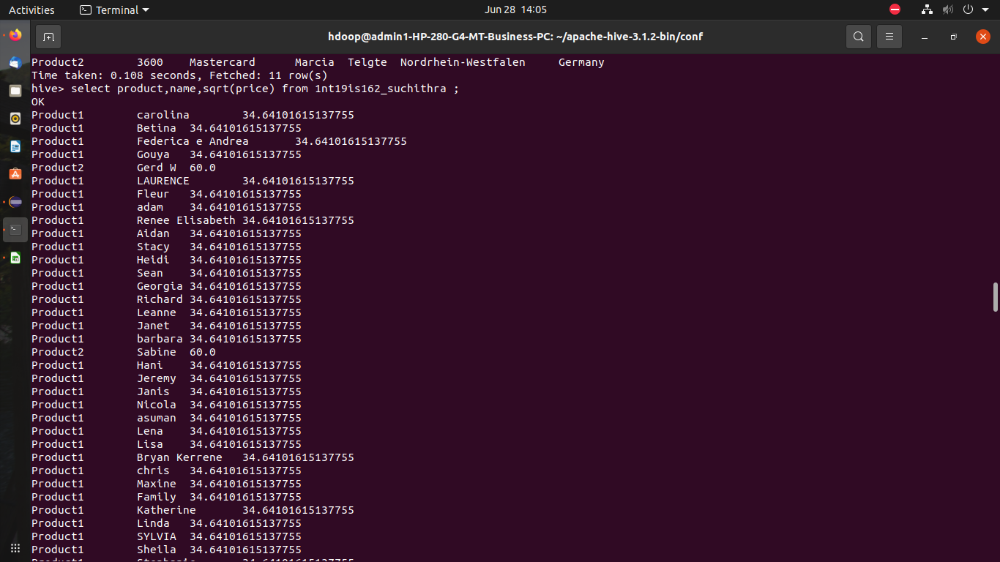 Activities Terminal Jun 28 14:05
hdoop@admin1-HP-280-G4-MT-Business-PC: ~/apache-hive-3.1.2-bin/conf
Product2 3600 Mastercard Marcia Telgte Nordrhein-Westfalen Germany
Time taken: 0.108 seconds, Fetched: 11 row(s)
hive> select product,name,sqrt(price) from 1nt19is162_suchithra ;
OK
Product1 carolina 34.64101615137755
Product1 Betina 34.64101615137755
Product1 Federica e Andrea 34.64101615137755
Product1 Gouya 34.64101615137755
Product2 Gerd W 60.0
Product1 LAURENCE 34.64101615137755
Product1 Fleur 34.64101615137755
Product1 adam 34.64101615137755
Product1 Renee Elisabeth 34.64101615137755
Product1 Aidan 34.64101615137755
Product1 Stacy 34.64101615137755
Product1 Heidi 34.64101615137755
Product1 Sean 34.64101615137755
Product1 Georgia 34.64101615137755
Product1 Richard 34.64101615137755
Product1 Leanne 34.64101615137755
Product1 Janet 34.64101615137755
Product1 barbara 34.64101615137755
Product2 Sabine 60.0
Product1 Hani 34.64101615137755
Product1 Jeremy 34.64101615137755
Product1 Janis 34.64101615137755
Product1 Nicola 34.64101615137755
Product1 asuman 34.64101615137755
Product1 Lena 34.64101615137755
Product1 Lisa 34.64101615137755
Product1 Bryan Kerrene 34.64101615137755
Product1 chris 34.64101615137755
Product1 Maxine 34.64101615137755
Product1 Family 34.64101615137755
Product1 Katherine 34.64101615137755
Product1 Linda 34.64101615137755
Product1 SYLVIA 34.64101615137755
Product1 Sheila 34.64101615137755